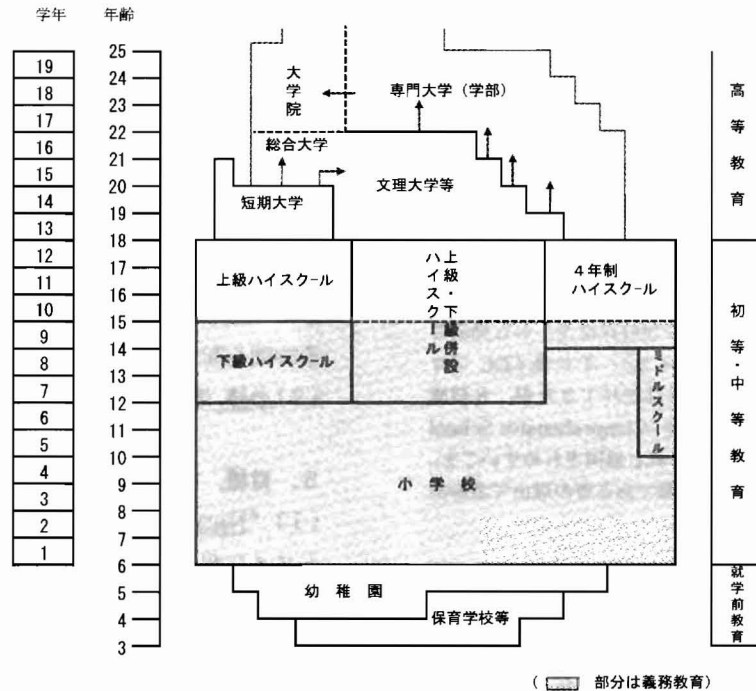 学年 年齢
19
18
17
16
15
14
13
12
11
10
9
8
7
6
5
4
3
2
1
25
24
23
22
21
20
19
18
17
16
15
14
13
12
11
10
9
8
7
6
5
4
3
大学院
専門大学（学部）
総合大学
短期大学
文理大学等
上級ハイスクール
上級・下級併設
ハイスクール
4年制
ハイスクール
下級ハイスクール
ミドルスクール
小学校
幼稚園
保育学校等
高等教育
初等・中等教育
就学前教育
（ 部分は義務教育）